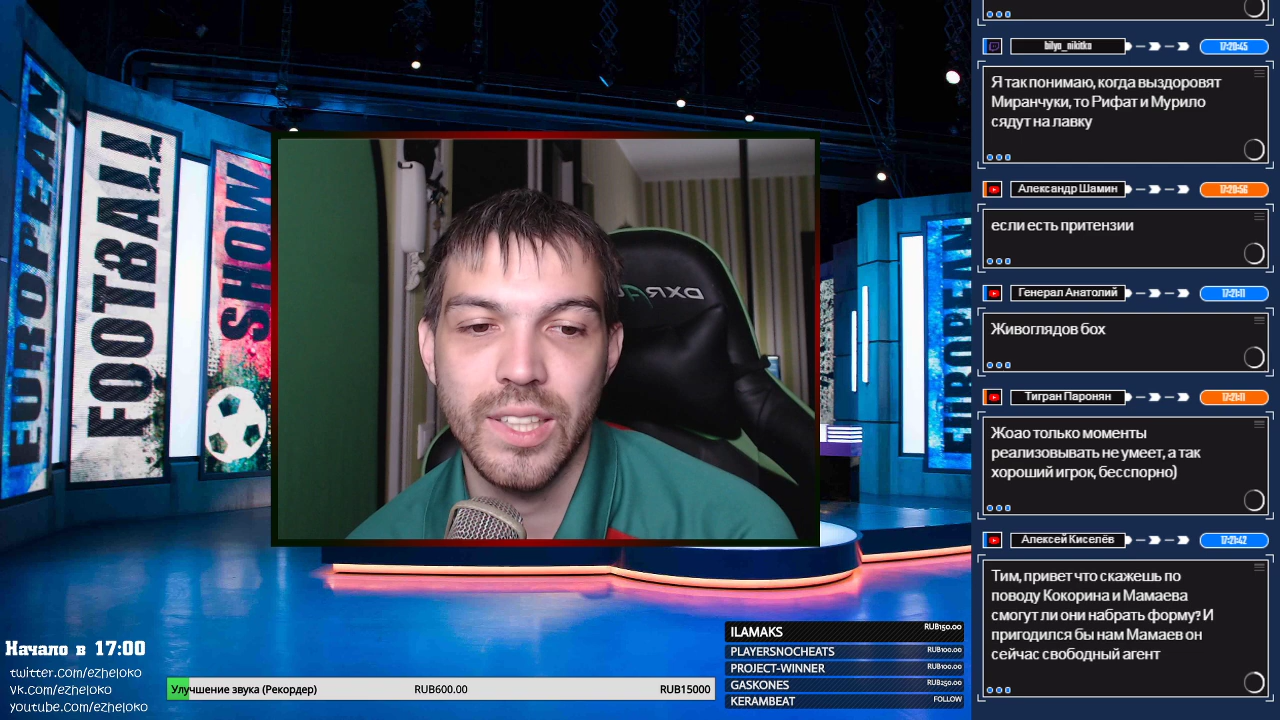 EUROPEAN
FOOTBALL
SHOW
EUROPEAN
Начало в 17:00
twitter.com/ezheloko
vk.com/ezheloko
youtube.com/ezheloko
Улучшение звука (Рекордер)
RUB600.00
RUB15000
ILAMAKS
RUB150.00
PLAYERSNOCHEATS
RUB100.00
PROJECT-WINNER
RUB100.00
GASKONES
RUB250.00
KERAMBEAT
FOLLOW
bilyo_nikitko
17:20:45
Я так понимаю, когда выздоровят
Миранчуки, то Рифат и Мурило
сядут на лавку
Александр Шамин
17:20:56
если есть притензии
Генерал Анатолий
17:21:11
Живоглядов бох
Тигран Паронян
17:21:11
Жоао только моменты
реализовывать не умеет, а так
хороший игрок, бесспорно)
Алексей Киселёв
17:21:42
Тим, привет что скажешь по
поводу Кокорина и Мамаева
смогут ли они набрать форму? И
пригодился бы нам Мамаев он
сейчас свободный агент